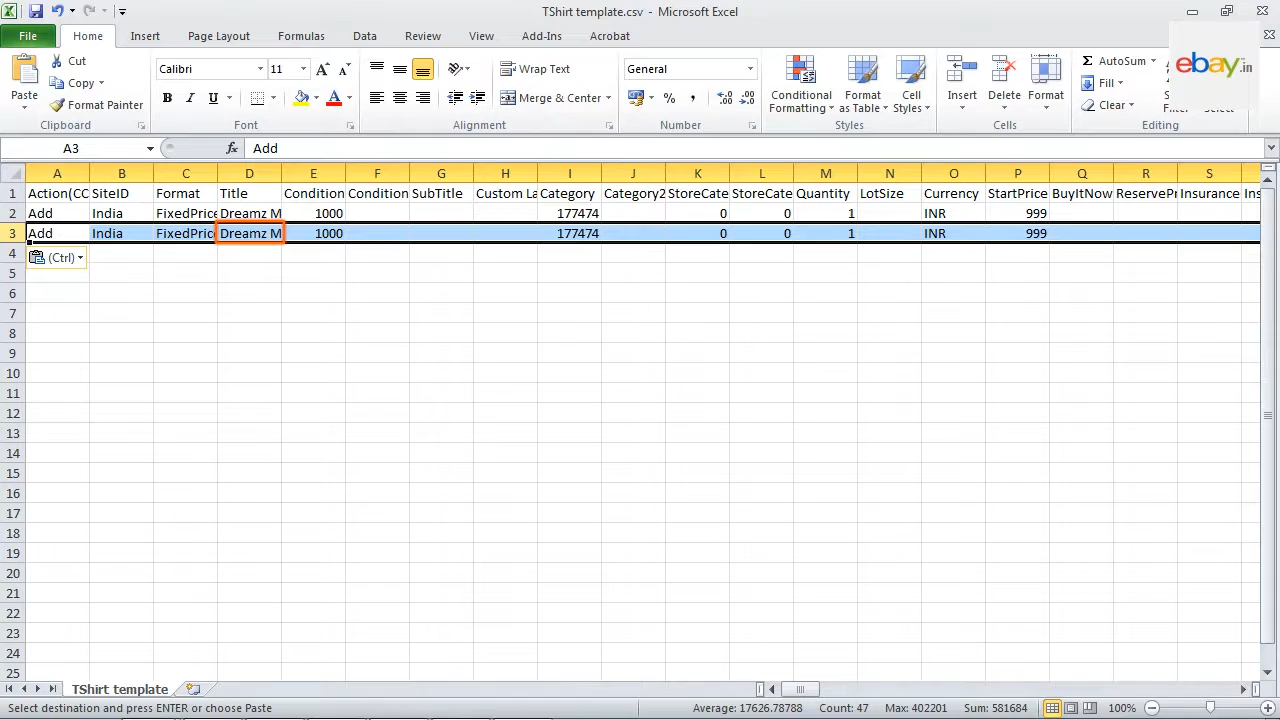 TShirt template.csv - Microsoft Excel
File Home Insert Page Layout Formulas Data Review View Add-Ins Acrobat
ebay.in
Paste
Cut
Copy
Format Painter
Clipboard
Calibri 11
B I U A
Font
Wrap Text
Merge & Center
Alignment
General
% ,
Number
Conditional Formatting
Format as Table
Cell Styles
Styles
Insert Delete Format
Cells
Σ AutoSum
Fill
Clear
Editing
A3 fx Add
A B C D E F G H I J K L M N O P Q R S
1 Action(CC SiteID Format Title Condition Condition SubTitle Custom La Category Category2 StoreCate StoreCate Quantity LotSize Currency StartPrice BuyItNow ReservePr Insurance Ins
2 Add India FixedPrice Dreamz M 1000 177474 0 0 1 INR 999
3 Add India FixedPric Dreamz M 1000 177474 0 0 1 INR 999
4 (Ctrl)
5
6
7
8
9
10
11
12
13
14
15
16
17
18
19
20
21
22
23
24
25
TShirt template
Select destination and press ENTER or choose Paste Average: 17626.78788 Count: 47 Max: 402201 Sum: 581684 100%